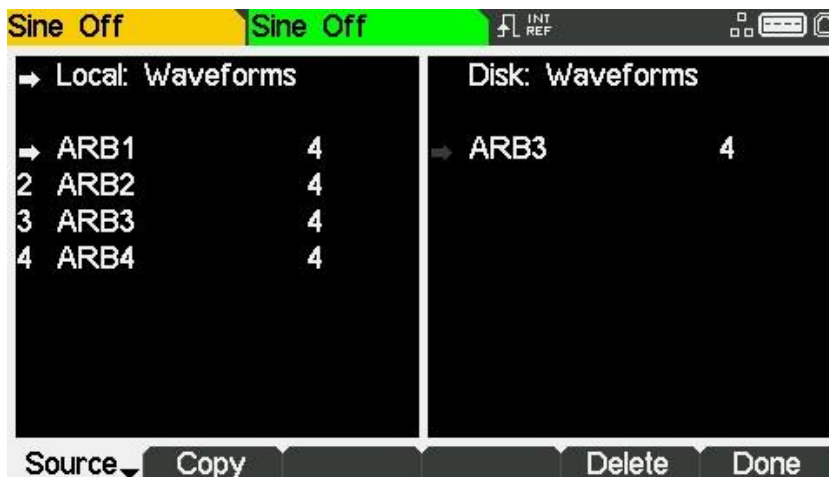 Sine Off
Sine Off
INT
REF
Local: Waveforms
ARB1 4
2 ARB2 4
3 ARB3 4
4 ARB4 4
Disk: Waveforms
ARB3 4
Source
Copy
Delete
Done